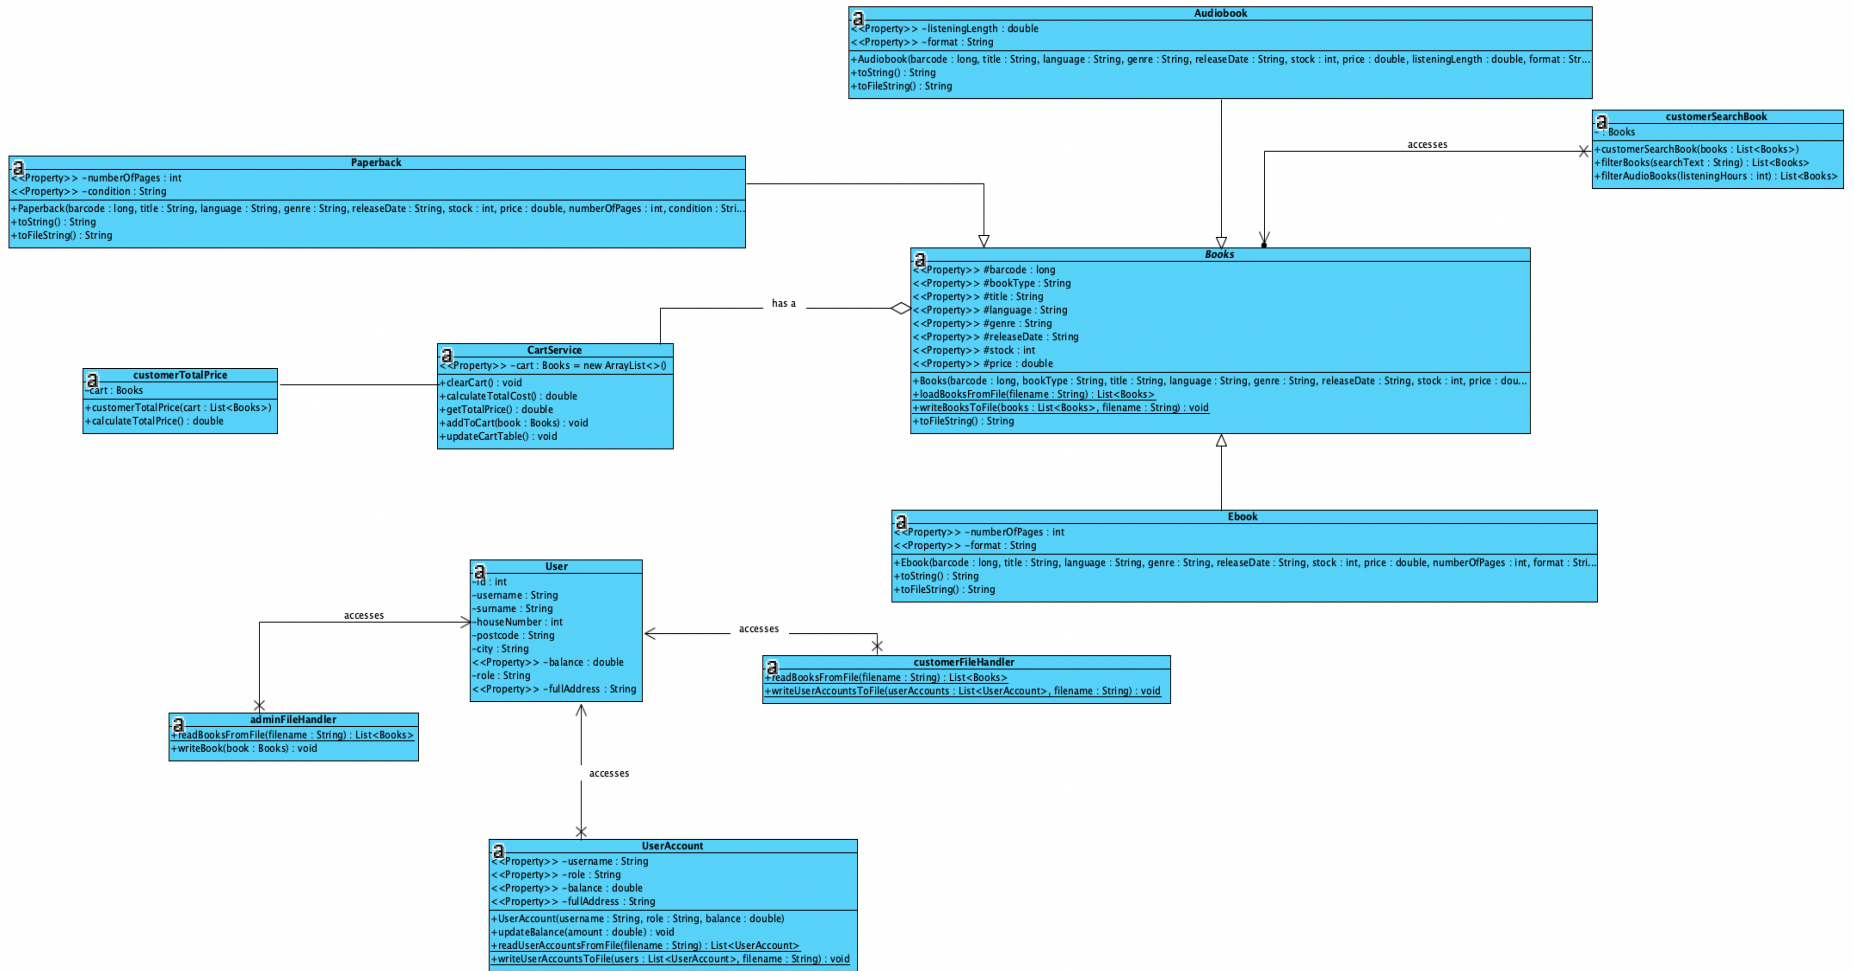 Audiobook
<<Property>> -listeningLength : double
<<Property>> -format : String
+Audiobook(barcode : long, title : String, language : String, genre : String, releaseDate : String, stock : int, price : double, listeningLength : double, format : Str...
+toString() : String
+toFileString() : String
customerSearchBook
- : Books
+customerSearchBook(books : List<Books>)
+filterBooks(searchText : String) : List<Books>
+filterAudioBooks(listeningHours : int) : List<Books>
accesses
Paperback
<<Property>> -numberOfPages : int
<<Property>> -condition : String
+Paperback(barcode : long, title : String, language : String, genre : String, releaseDate : String, stock : int, price : double, numberOfPages : int, condition : Stri...
+toString() : String
+toFileString() : String
Books
<<Property>> #barcode : long
<<Property>> #bookType : String
<<Property>> #title : String
<<Property>> #language : String
<<Property>> #genre : String
<<Property>> #releaseDate : String
<<Property>> #stock : int
<<Property>> #price : double
+Books(barcode : long, bookType : String, title : String, language : String, genre : String, releaseDate : String, stock : int, price : dou...
+loadBooksFromFile(filename : String) : List<Books>
+writeBooksToFile(books : List<Books>, filename : String) : void
+toFileString() : String
has a
CartService
<<Property>> -cart : Books = new ArrayList<>()
+clearCart() : void
+calculateTotalCost() : double
+getTotalPrice() : double
+addToCart(book : Books) : void
+updateCartTable() : void
customerTotalPrice
-cart : Books
+customerTotalPrice(cart : List<Books>)
+calculateTotalPrice() : double
Ebook
<<Property>> -numberOfPages : int
<<Property>> -format : String
+Ebook(barcode : long, title : String, language : String, genre : String, releaseDate : String, stock : int, price : double, numberOfPages : int, format : Stri...
+toString() : String
+toFileString() : String
User
-id : int
-username : String
-surname : String
-houseNumber : int
-postcode : String
-city : String
<<Property>> -balance : double
-role : String
<<Property>> -fullAddress : String
accesses
accesses
customerFileHandler
+readBooksFromFile(filename : String) : List<Books>
+writeUserAccountsToFile(userAccounts : List<UserAccount>, filename : String) : void
adminFileHandler
+readBooksFromFile(filename : String) : List<Books>
+writeBook(book : Books) : void
accesses
UserAccount
<<Property>> -username : String
<<Property>> -role : String
<<Property>> -balance : double
<<Property>> -fullAddress : String
+UserAccount(username : String, role : String, balance : double)
+updateBalance(amount : double) : void
+readUserAccountsFromFile(filename : String) : List<UserAccount>
+writeUserAccountsToFile(users : List<UserAccount>, filename : String) : void